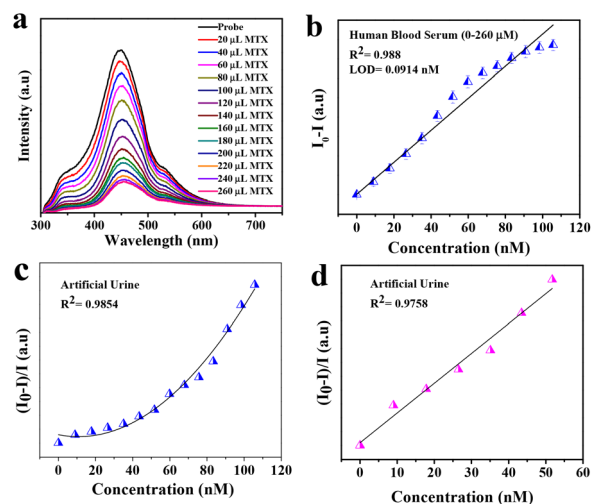 a
Intensity (a.u)
Probe
20 µL MTX
40 µL MTX
60 µL MTX
80 µL MTX
100 µL MTX
120 µL MTX
140 µL MTX
160 µL MTX
180 µL MTX
200 µL MTX
220 µL MTX
240 µL MTX
260 µL MTX
300 400 500 600 700
Wavelength (nm)
b
Human Blood Serum (0-260 µM)
R²= 0.988
LOD= 0.0914 nM
I₀-I (a.u)
0 20 40 60 80 100 120
Concentration (nM)
c
Artificial Urine
R²= 0.9854
(I0-I)/I (a.u)
0 20 40 60 80 100 120
Concentration (nM)
d
Artificial Urine
R²= 0.9758
(I0-I)/I (a.u)
0 10 20 30 40 50 60
Concentration (nM)